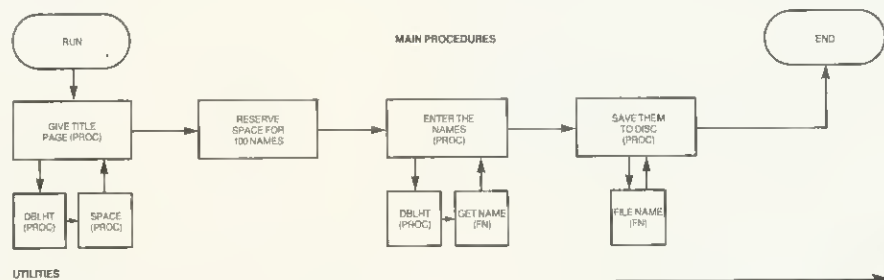 RUN
MAIN PROCEDURES
END
GIVE TITLE
PAGE (PROC)
RESERVE
SPACE FOR
100 NAMES
ENTER THE
NAMES
(PROC)
SAVE THEM
TO DISC
(PROC)
DBLHT
(PROC)
SPACE
(PROC)
DBLHT
(PROC)
GET NAME
(FN)
FILE NAME
(FN)
UTILITIES